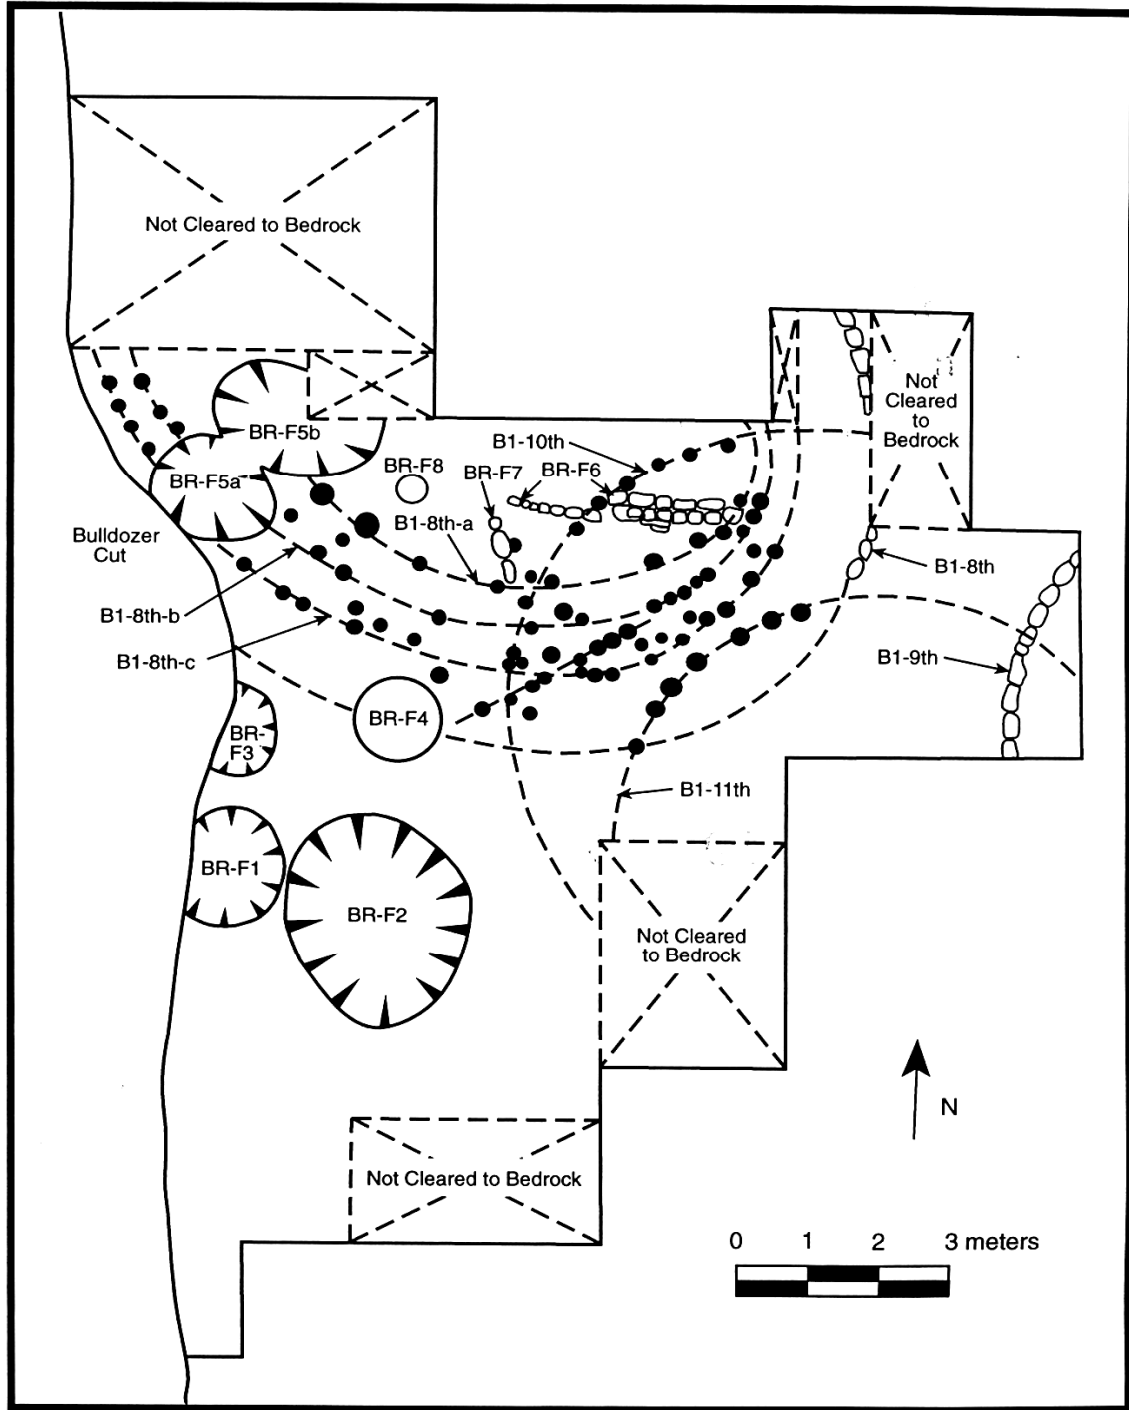 Not Cleared to Bedrock
Not
Cleared
to
Bedrock
BR-F5b
B1-10th
BR-F8
BR-F7
BR-F6
BR-F5a
B1-8th-a
Bulldozer
Cut
B1-8th
B1-8th-b
B1-8th-c
B1-9th
BR-F4
BR-
F3
B1-11th
BR-F1
BR-F2
Not Cleared
to Bedrock
N
Not Cleared to Bedrock
0 1 2 3 meters